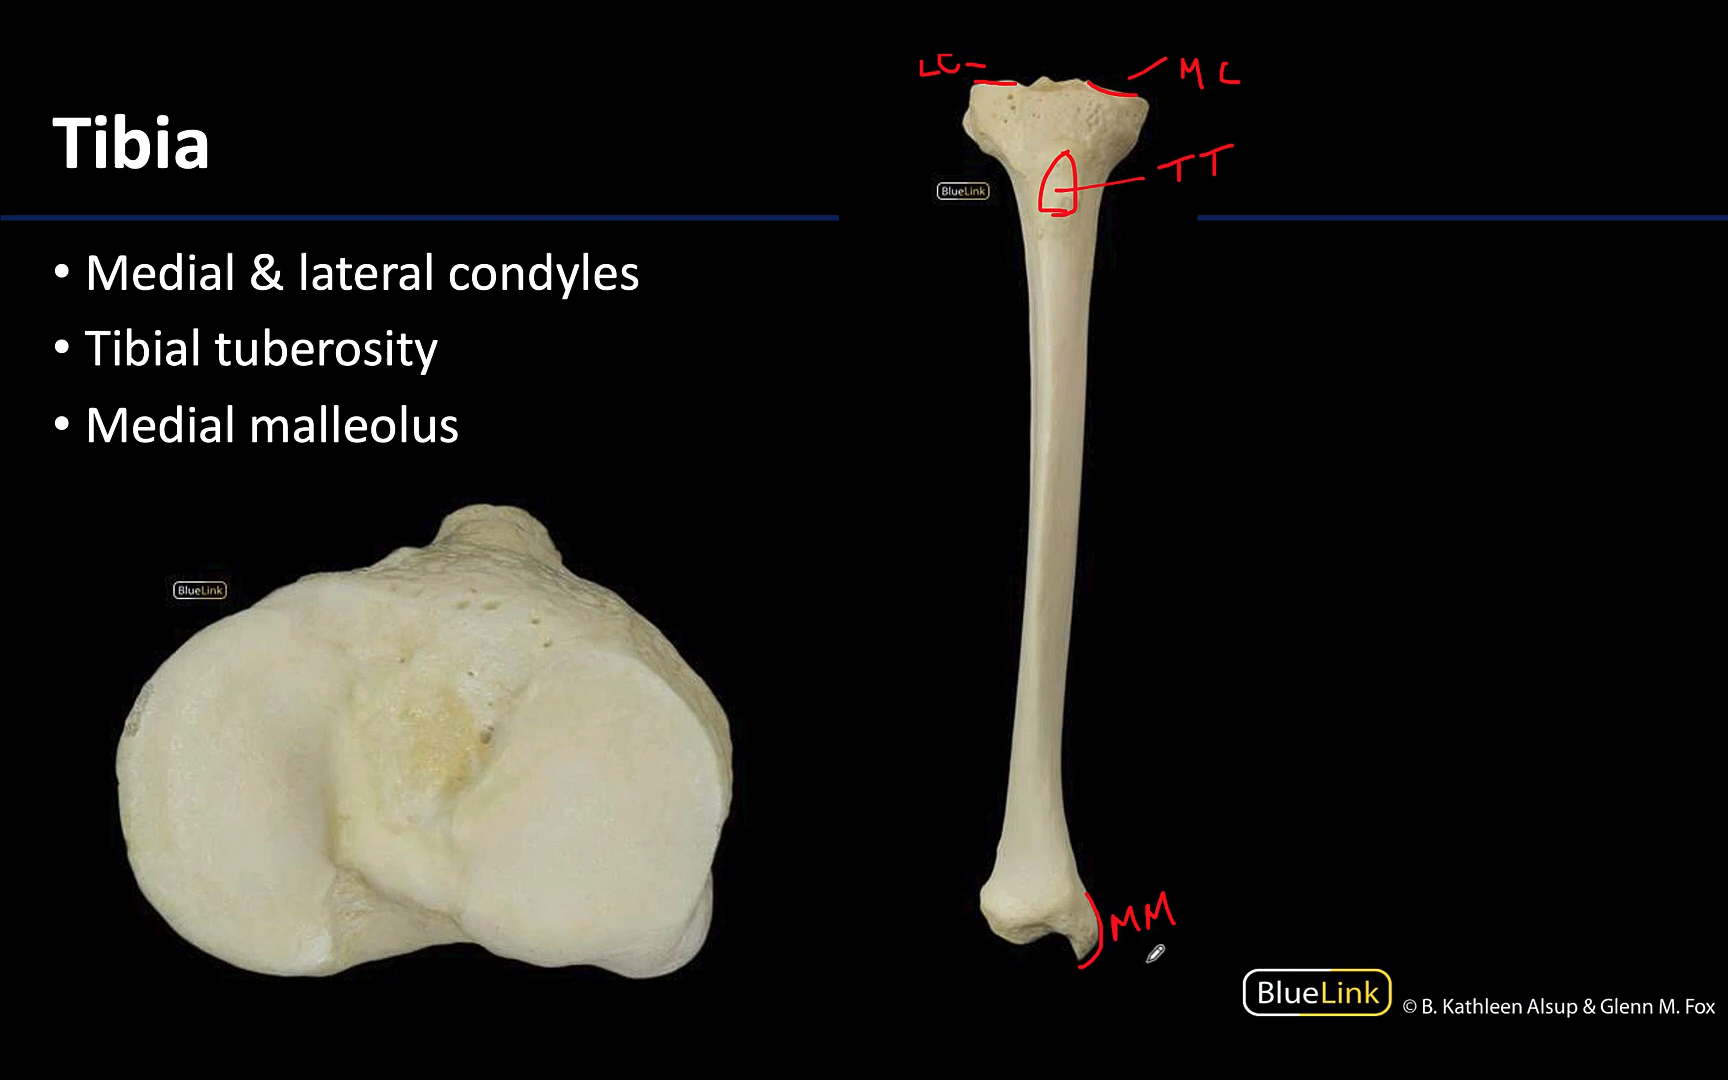 Tibia
• Medial & lateral condyles
• Tibial tuberosity
• Medial malleolus
BlueLink
LC
MC
BlueLink
TT
MM
BlueLink
© B. Kathleen Alsup & Glenn M. Fox